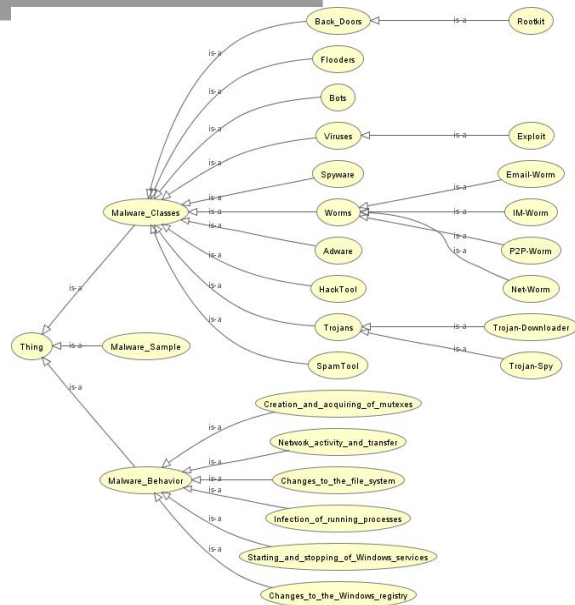 Back_Doors
is-a
Rootkit
is-a
Flooders
is-a
Bots
is-a
Viruses
is-a
Exploit
is-a
Spyware
is-a
Email-Worm
is-a
Malware_Classes
is-a
Worms
is-a
IM-Worm
is-a
Adware
is-a
P2P-Worm
is-a
HackTool
is-a
Net-Worm
is-a
Trojans
is-a
Trojan-Downloader
is-a
SpamTool
is-a
Trojan-Spy
is-a
Thing
is-a
Malware_Sample
is-a
Creation_and_acquiring_of_mutexes
is-a
Network_activity_and_transfer
is-a
Malware_Behavior
is-a
Changes_to_the_file_system
is-a
Infection_of_running_processes
is-a
Starting_and_stopping_of_Windows_services
is-a
Changes_to_the_Windows_registry
is-a